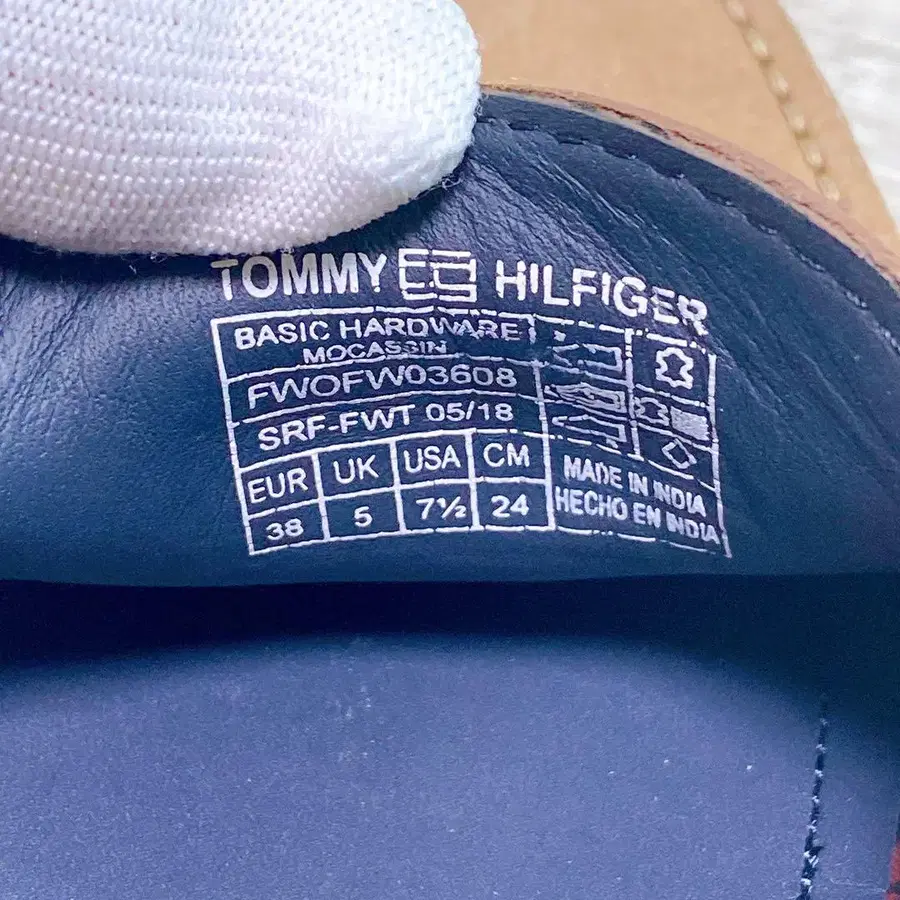 TOMMY HILFIGER
BASIC HARDWARE
MOCASSIN
FWOFW03608
SRF-FWT 05/18
EUR UK USA CM
38 5 7½ 24
MADE IN INDIA
HECHO EN INDIA